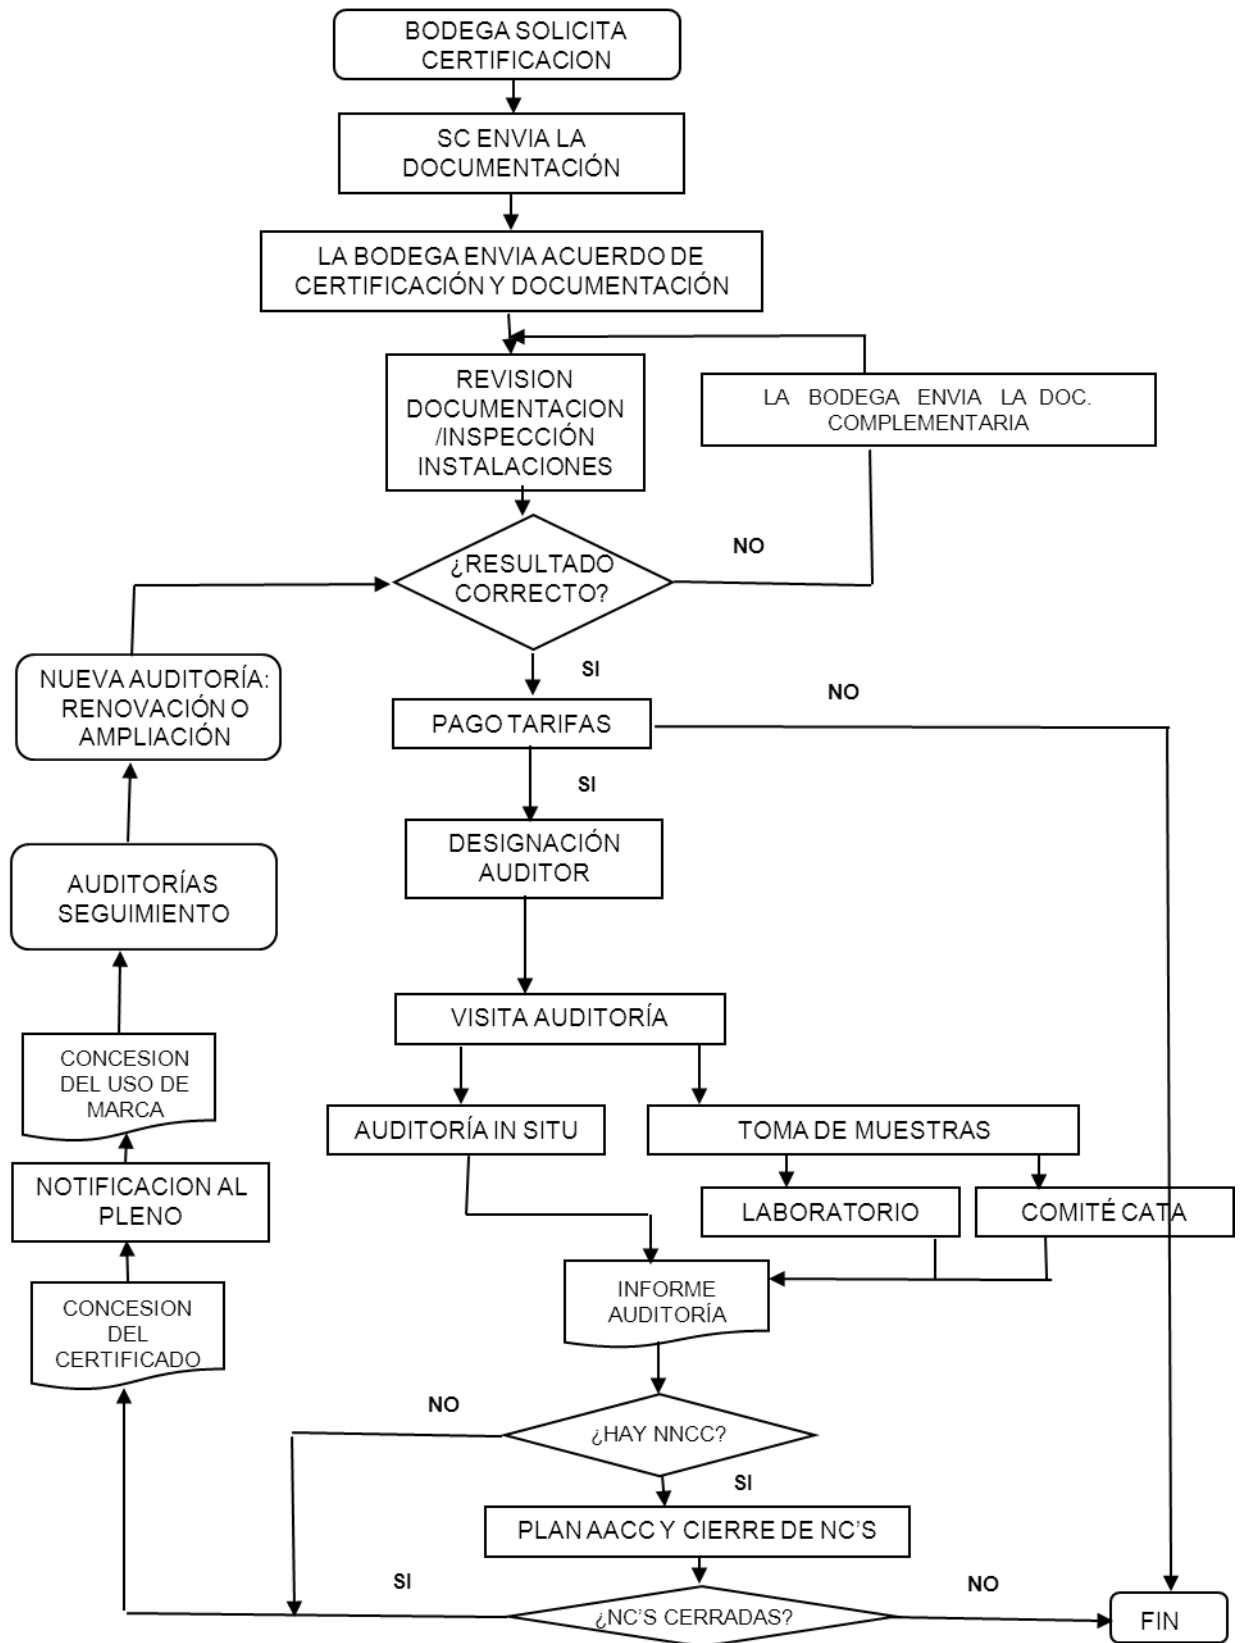 BODEGA SOLICITA
CERTIFICACION
SC ENVIA LA
DOCUMENTACIÓN
LA BODEGA ENVIA ACUERDO DE
CERTIFICACIÓN Y DOCUMENTACIÓN
REVISION
DOCUMENTACION
/INSPECCIÓN
INSTALACIONES
LA BODEGA ENVIA LA DOC.
COMPLEMENTARIA
¿RESULTADO
CORRECTO?
NO
SI
NUEVA AUDITORÍA:
RENOVACIÓN O
AMPLIACIÓN
PAGO TARIFAS
NO
SI
DESIGNACIÓN
AUDITOR
AUDITORÍAS
SEGUIMIENTO
VISITA AUDITORÍA
CONCESION
DEL USO DE
MARCA
AUDITORÍA IN SITU
TOMA DE MUESTRAS
NOTIFICACION AL
PLENO
LABORATORIO
COMITÉ CATA
INFORME
AUDITORÍA
CONCESION
DEL
CERTIFICADO
NO
¿HAY NNCC?
SI
PLAN AACC Y CIERRE DE NC'S
SI
¿NC'S CERRADAS?
NO
FIN